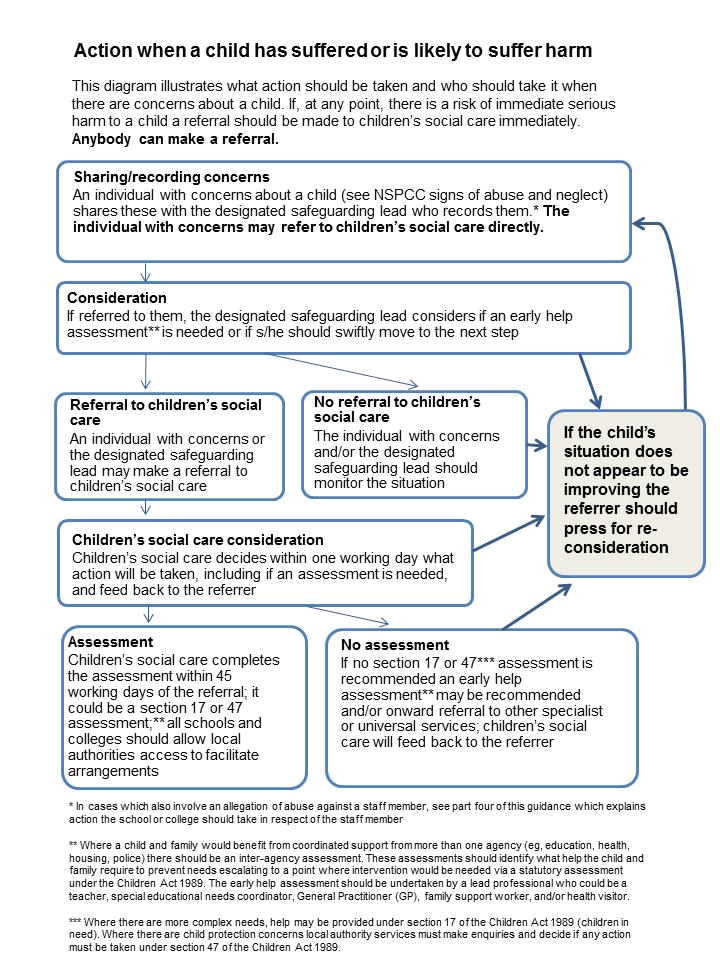 Action when a child has suffered or is likely to suffer harm
This diagram illustrates what action should be taken and who should take it when
there are concerns about a child. If, at any point, there is a risk of immediate serious
harm to a child a referral should be made to children's social care immediately.
Anybody can make a referral.
Sharing/recording concerns
An individual with concerns about a child (see NSPCC signs of abuse and neglect)
shares these with the designated safeguarding lead who records them.* The
individual with concerns may refer to children's social care directly.
Consideration
If referred to them, the designated safeguarding lead considers if an early help
assessment** is needed or if s/he should swiftly move to the next step
Referral to children's social
care
An individual with concerns or
the designated safeguarding
lead may make a referral to
children's social care
No referral to children's
social care
The individual with concerns
and/or the designated
safeguarding lead should
monitor the situation
If the child's
situation does
not appear to be
improving the
referrer should
press for re-
consideration
Children's social care consideration
Children's social care decides within one working day what
action will be taken, including if an assessment is needed,
and feed back to the referrer
Assessment
Children's social care completes
the assessment within 45
working days of the referral; it
could be a section 17 or 47
assessment;** all schools and
colleges should allow local
authorities access to facilitate
arrangements
No assessment
If no section 17 or 47*** assessment is
recommended an early help
assessment** may be recommended
and/or onward referral to other specialist
or universal services; children's social
care will feed back to the referrer
* In cases which also involve an allegation of abuse against a staff member, see part four of this guidance which explains
action the school or college should take in respect of the staff member
** Where a child and family would benefit from coordinated support from more than one agency (eg, education, health,
housing, police) there should be an inter-agency assessment. These assessments should identify what help the child and
family require to prevent needs escalating to a point where intervention would be needed via a statutory assessment
under the Children Act 1989. The early help assessment should be undertaken by a lead professional who could be a
teacher, special educational needs coordinator, General Practitioner (GP), family support worker, and/or health visitor.
*** Where there are more complex needs, help may be provided under section 17 of the Children Act 1989 (children in
need). Where there are child protection concerns local authority services must make enquiries and decide if any action
must be taken under section 47 of the Children Act 1989.